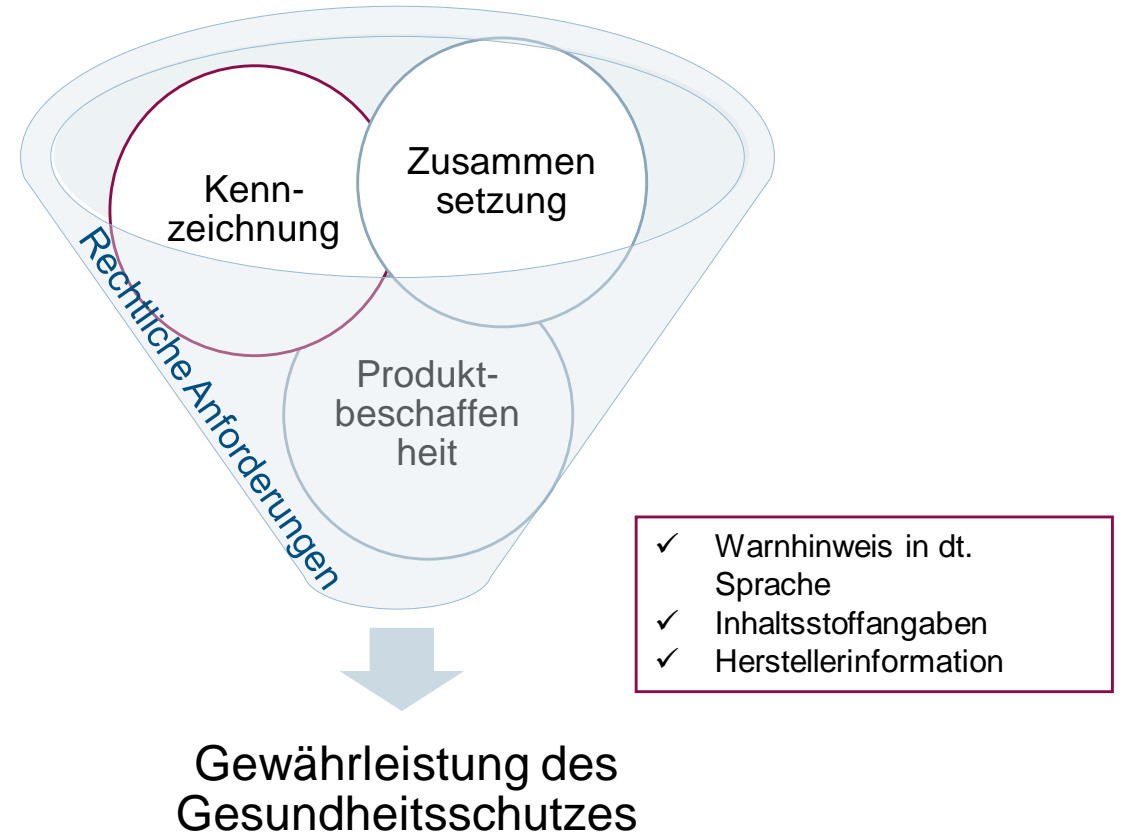 Kenn-
zeichnung
Zusammen
setzung
Rechtliche Anforderungen
Produkt-
beschaffen
heit
✓ Warnhinweis in dt.
Sprache
✓ Inhaltsstoffangaben
✓ Herstellerinformation
Gewährleistung des
Gesundheitsschutzes